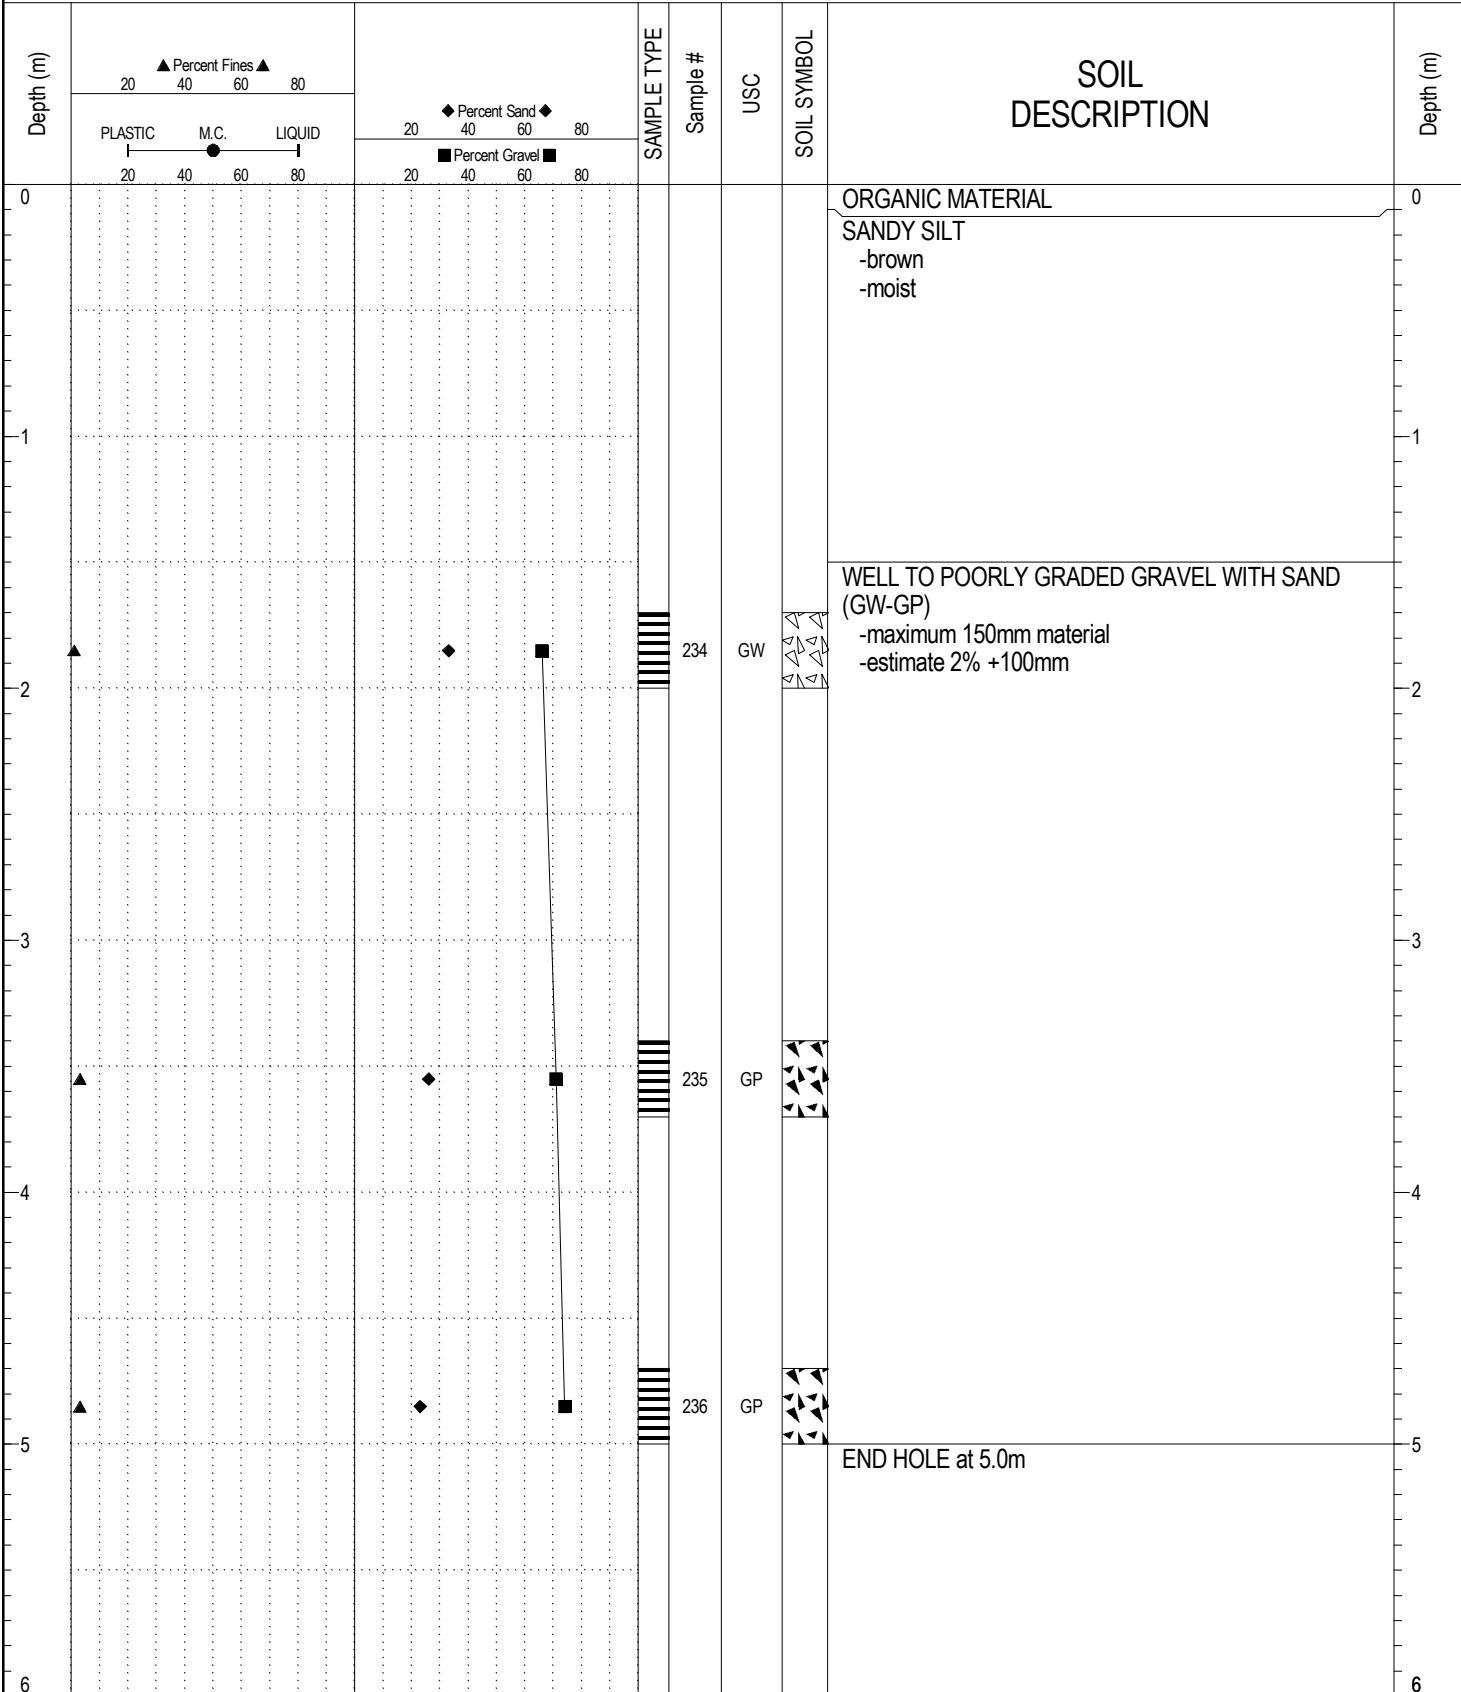 Depth (m)
▲ Percent Fines ▲
20 40 60 80
PLASTIC M.C. LIQUID
20 40 60 80
◆ Percent Sand ◆
20 40 60 80
■ Percent Gravel ■
20 40 60 80
SAMPLE TYPE
Sample #
USC
SOIL SYMBOL
SOIL
DESCRIPTION
Depth (m)
0 ORGANIC MATERIAL 0
SANDY SILT
-brown
-moist
1 1
WELL TO POORLY GRADED GRAVEL WITH SAND
(GW-GP)
-maximum 150mm material
234 GW -estimate 2% +100mm
2 2
3 3
235 GP
4 4
236 GP
5 5
END HOLE at 5.0m
6 6